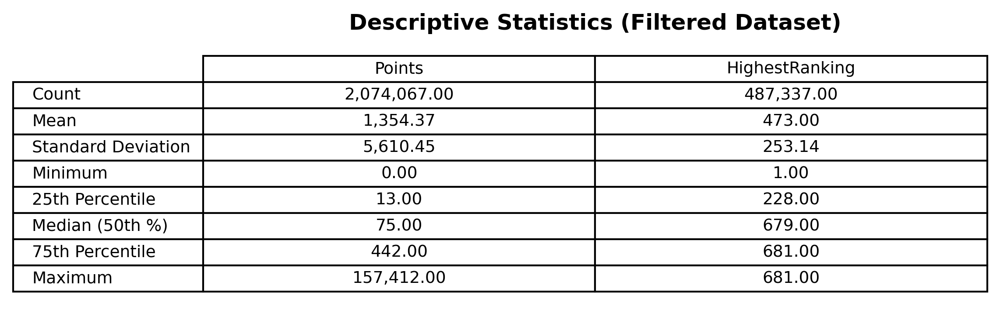 Descriptive Statistics (Filtered Dataset)
Points HighestRanking
Count 2,074,067.00 487,337.00
Mean 1,354.37 473.00
Standard Deviation 5,610.45 253.14
Minimum 0.00 1.00
25th Percentile 13.00 228.00
Median (50th %) 75.00 679.00
75th Percentile 442.00 681.00
Maximum 157,412.00 681.00